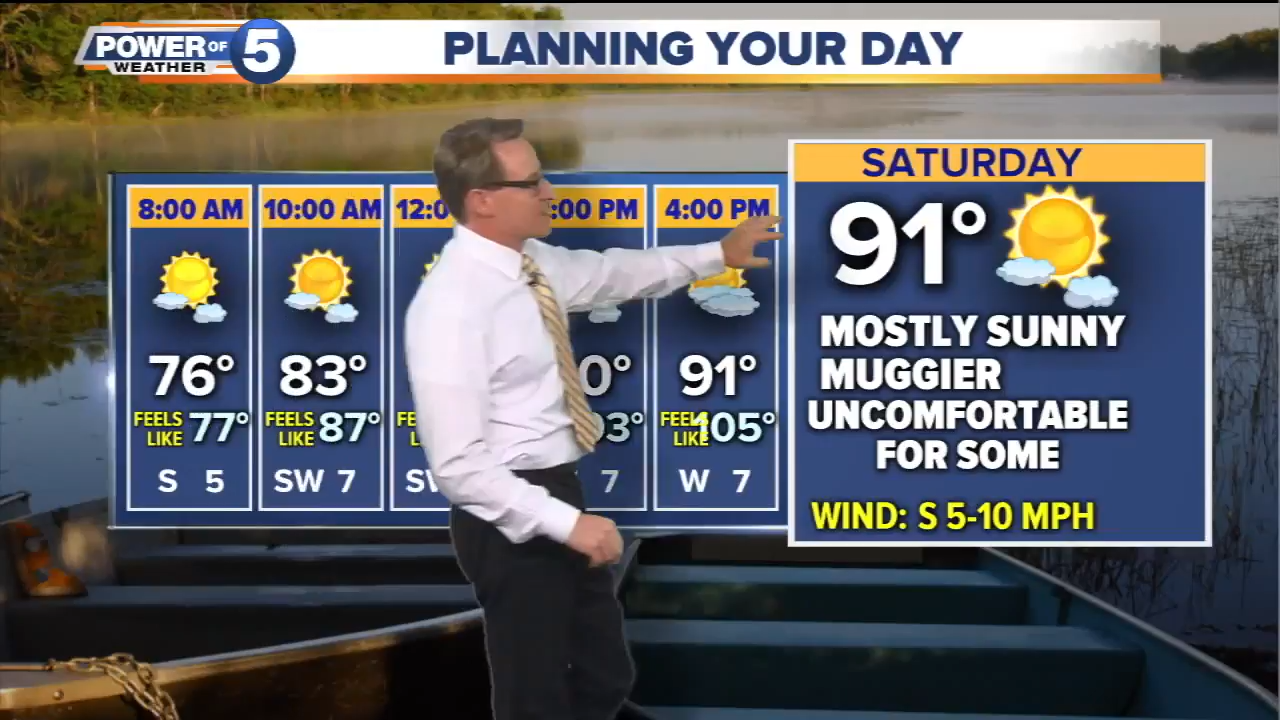 POWER OF 5
WEATHER
PLANNING YOUR DAY
8:00 AM
10:00 AM
4:00 PM
76°
83°
91°
FEELS LIKE 77°
FEELS LIKE 87°
FEELS LIKE 105°
S 5
SW 7
7
W 7
SATURDAY
91°
MOSTLY SUNNY
MUGGIER
UNCOMFORTABLE
FOR SOME
WIND: S 5-10 MPH